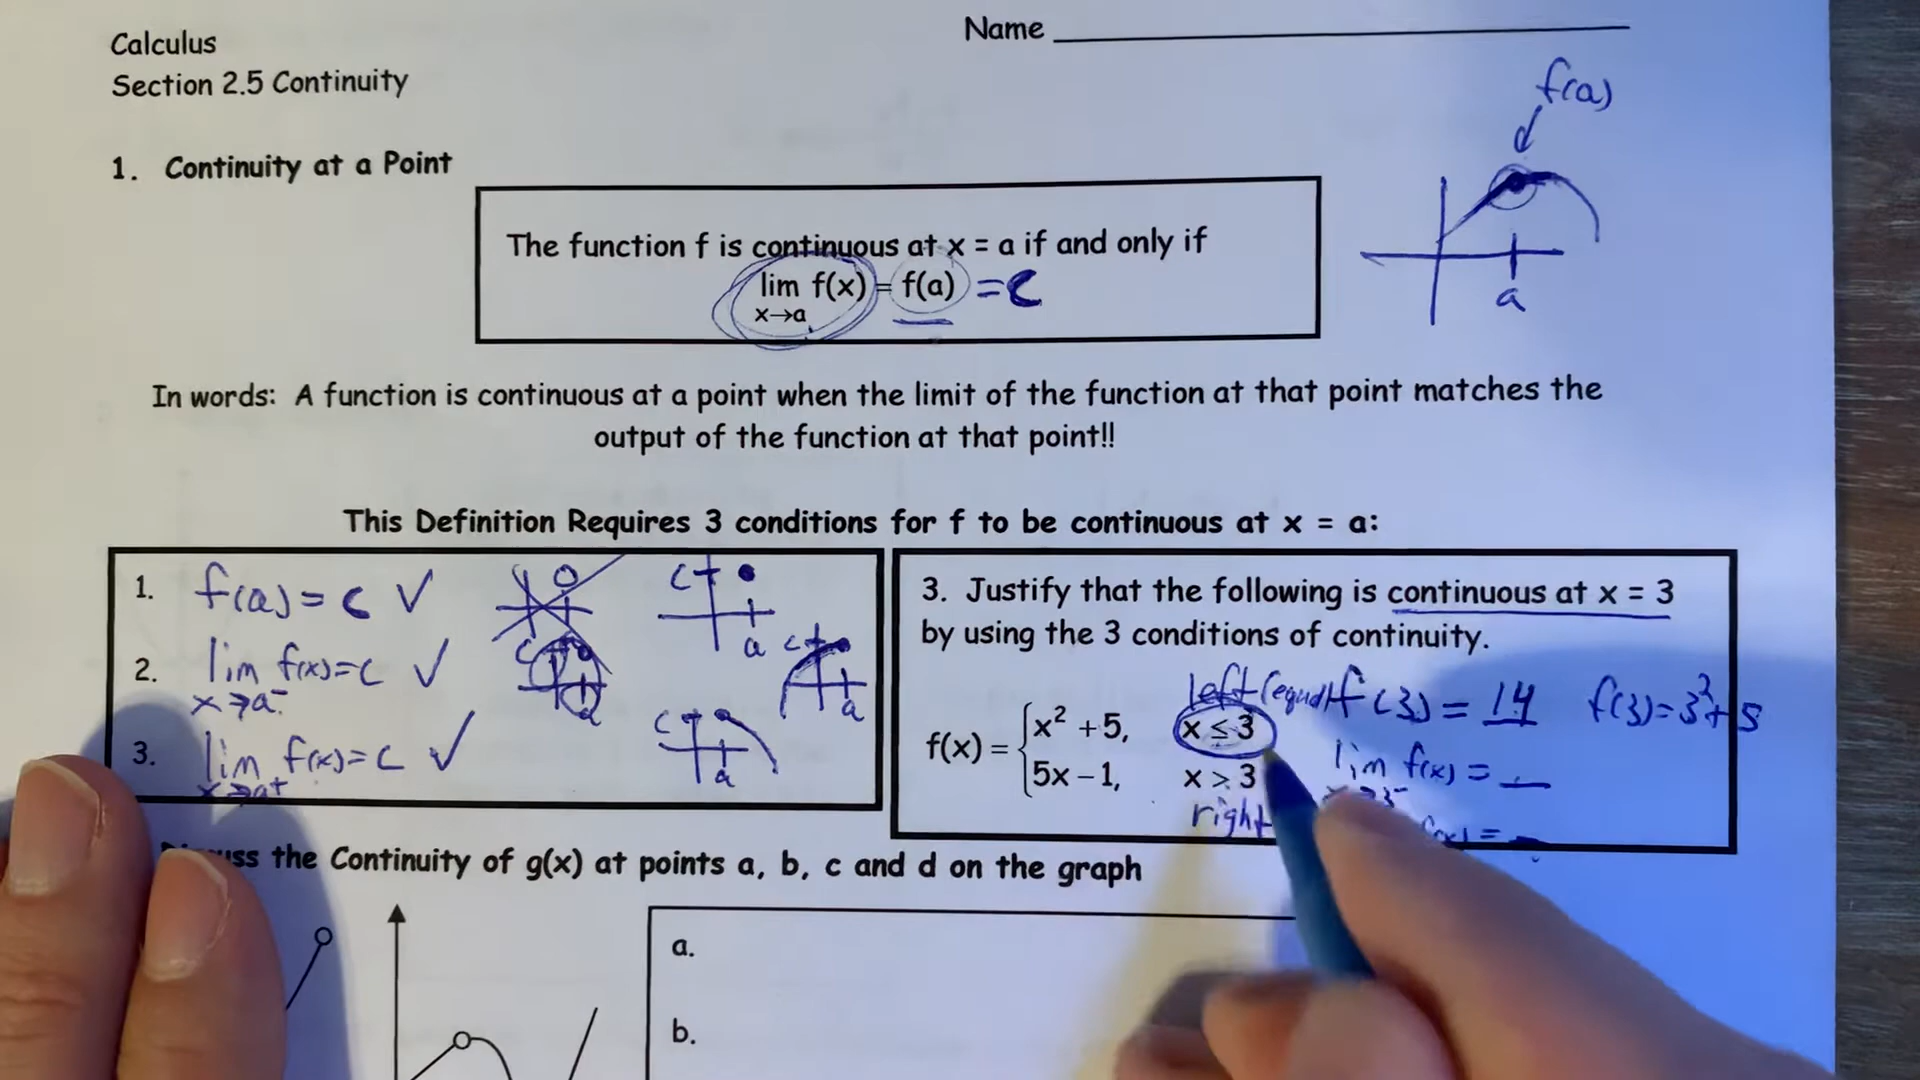 Calculus
Name
Section 2.5 Continuity
f(a)
1. Continuity at a Point
The function f is continuous at x = a if and only if
lim f(x) = f(a) = C
x→a
a
In words: A function is continuous at a point when the limit of the function at that point matches the
output of the function at that point!!
This Definition Requires 3 conditions for f to be continuous at x = a:
1. f(a) = c ✓
2. lim f(x) = c ✓
x→a⁻
3. lim f(x) = c ✓
x→a⁺
c
a
c
a
c
a
c
a
3. Justify that the following is continuous at x = 3
by using the 3 conditions of continuity.
left (equal) f(3) = 14 f(3) = 3² + 5
f(x) = { x² + 5, x ≤ 3
5x – 1, x > 3
right
lim f(x) = __
x→3⁻
f(x) = __
the Continuity of g(x) at points a, b, c and d on the graph
a.
b.